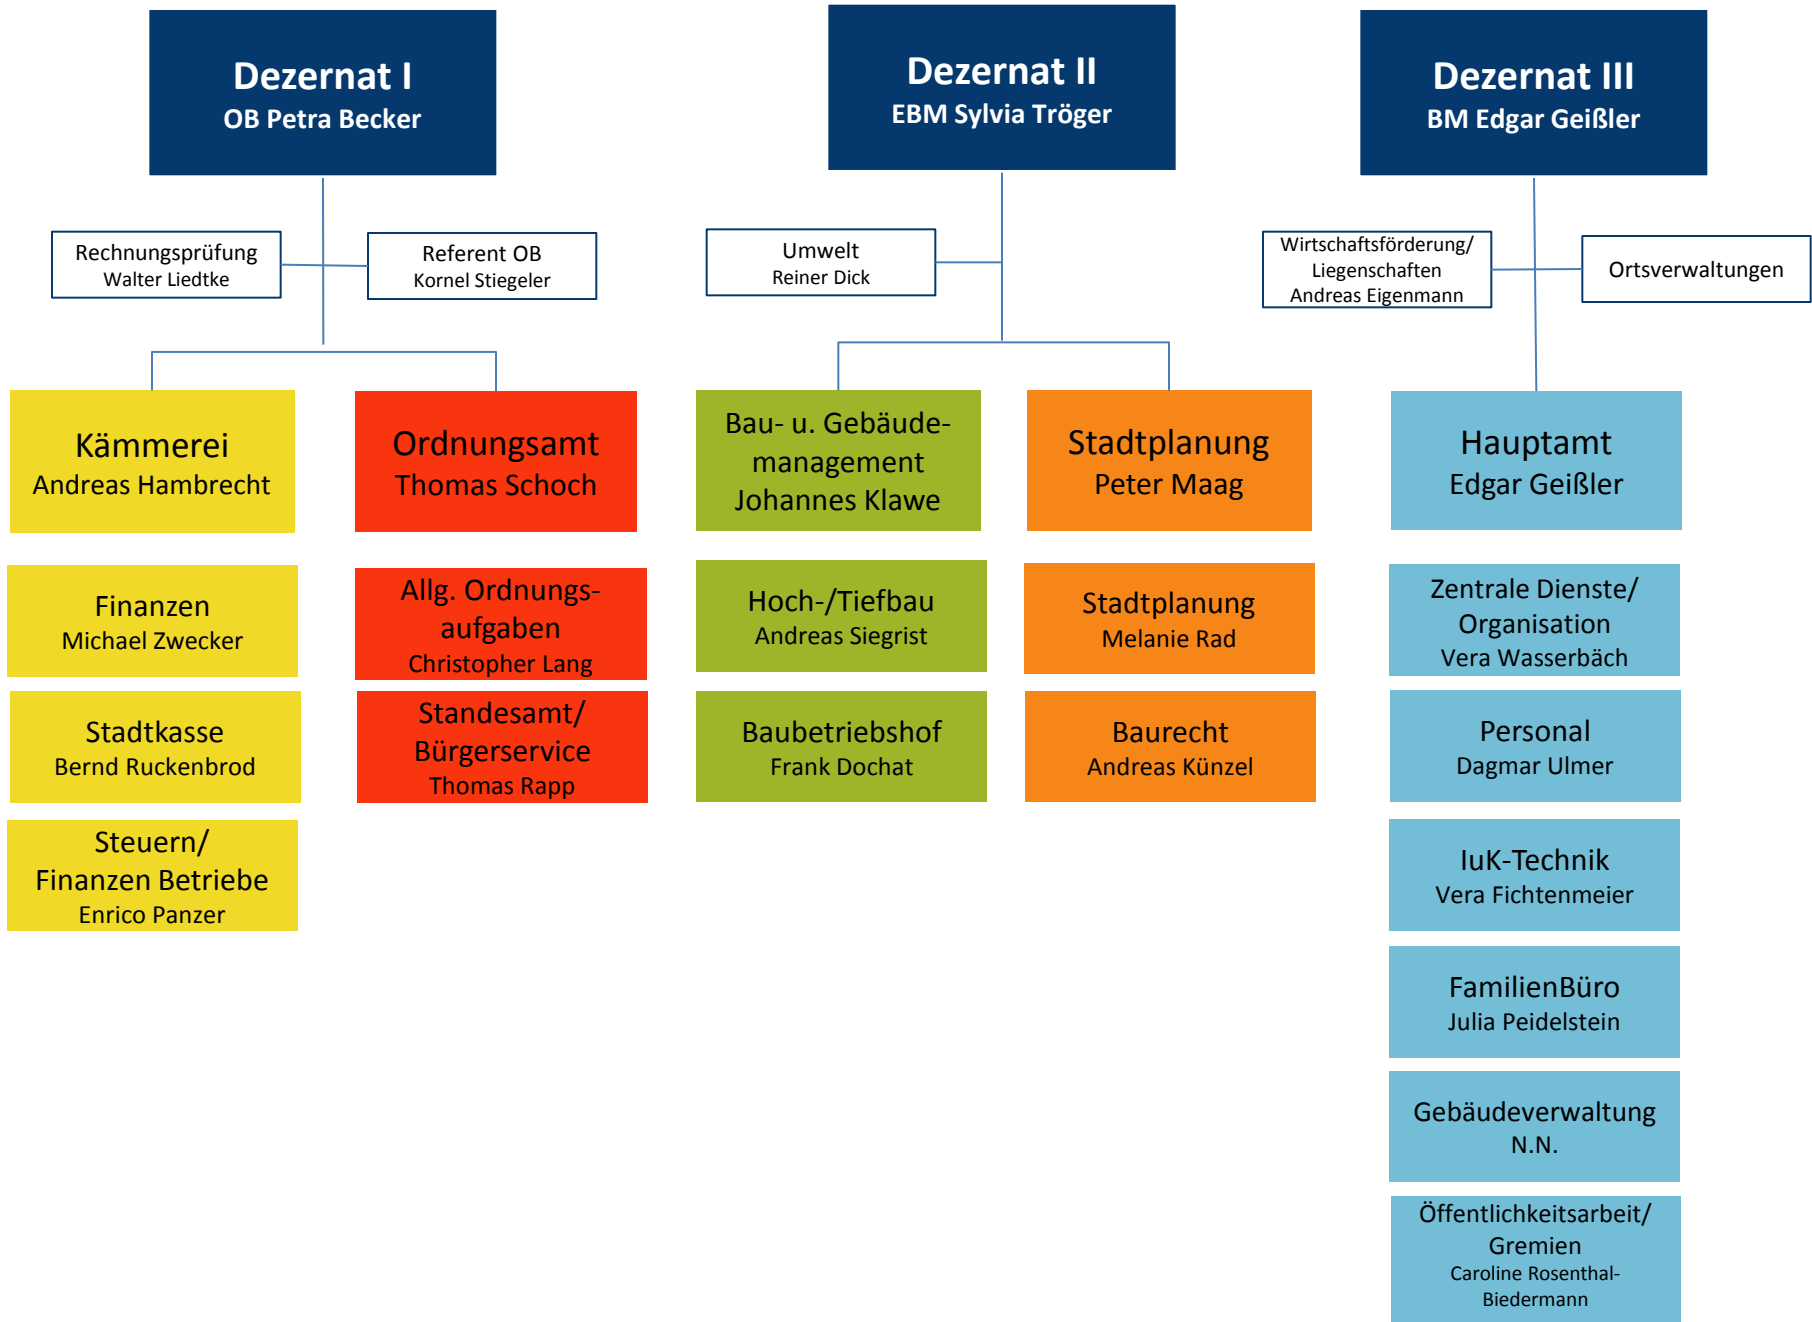 Dezernat I
OB Petra Becker
Rechnungsprüfung
Walter Liedtke
Referent OB
Kornel Stiegeler
Kämmerei
Andreas Hambrecht
Finanzen
Michael Zwecker
Stadtkasse
Bernd Ruckenbrod
Steuern/
Finanzen Betriebe
Enrico Panzer
Ordnungsamt
Thomas Schoch
Allg. Ordnungs-
aufgaben
Christopher Lang
Standesamt/
Bürgerservice
Thomas Rapp
Dezernat II
EBM Sylvia Tröger
Umwelt
Reiner Dick
Bau- u. Gebäude-
management
Johannes Klawe
Hoch-/Tiefbau
Andreas Siegrist
Baubetriebshof
Frank Dochat
Stadtplanung
Peter Maag
Stadtplanung
Melanie Rad
Baurecht
Andreas Künzel
Dezernat III
BM Edgar Geißler
Wirtschaftsförderung/
Liegenschaften
Andreas Eigenmann
Ortsverwaltungen
Hauptamt
Edgar Geißler
Zentrale Dienste/
Organisation
Vera Wasserbäch
Personal
Dagmar Ulmer
IuK-Technik
Vera Fichtenmeier
FamilienBüro
Julia Peidelstein
Gebäudeverwaltung
N.N.
Öffentlichkeitsarbeit/
Gremien
Caroline Rosenthal-
Biedermann